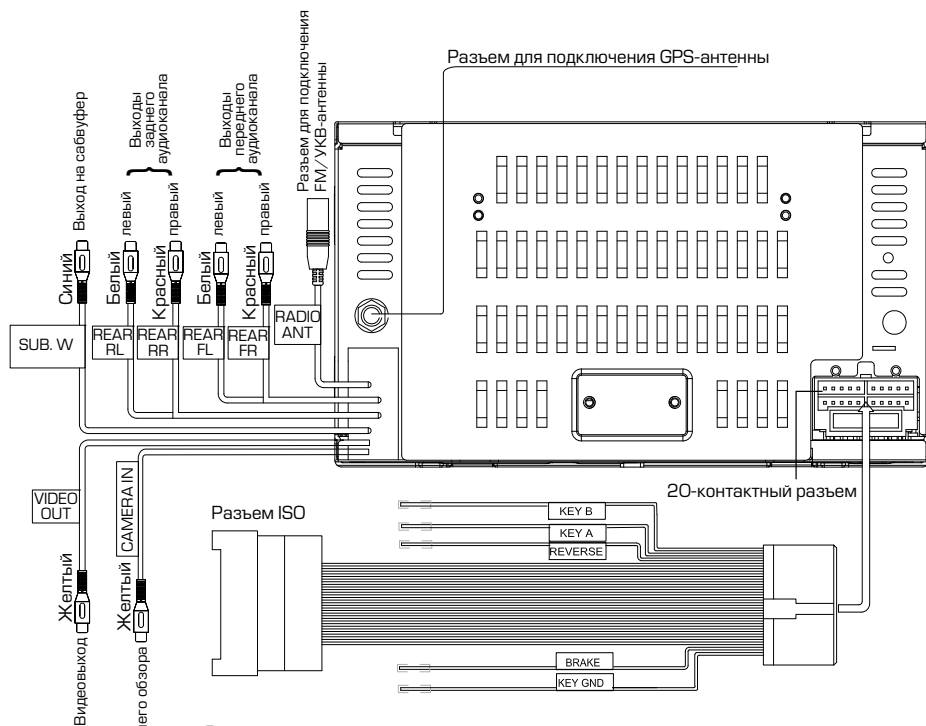 Разъем для подключения GPS-антенны
Выход на сабвуфер
Выходы
заднего
аудиоканала
левый
правый
Выходы
переднего
аудиоканала
левый
правый
Разъем для подключения
FM/УКВ-антенны
Синий
Белый
Красный
Белый
Красный
SUB. W
REAR
RL
REAR
RR
REAR
FL
REAR
FR
RADIO
ANT
20-контактный разъем
VIDEO
OUT
CAMERA IN
Разъем ISO
KEY B
KEY A
REVERSE
Желтый
Желтый
Видеовыход
его обзора
BRAKE
KEY GND